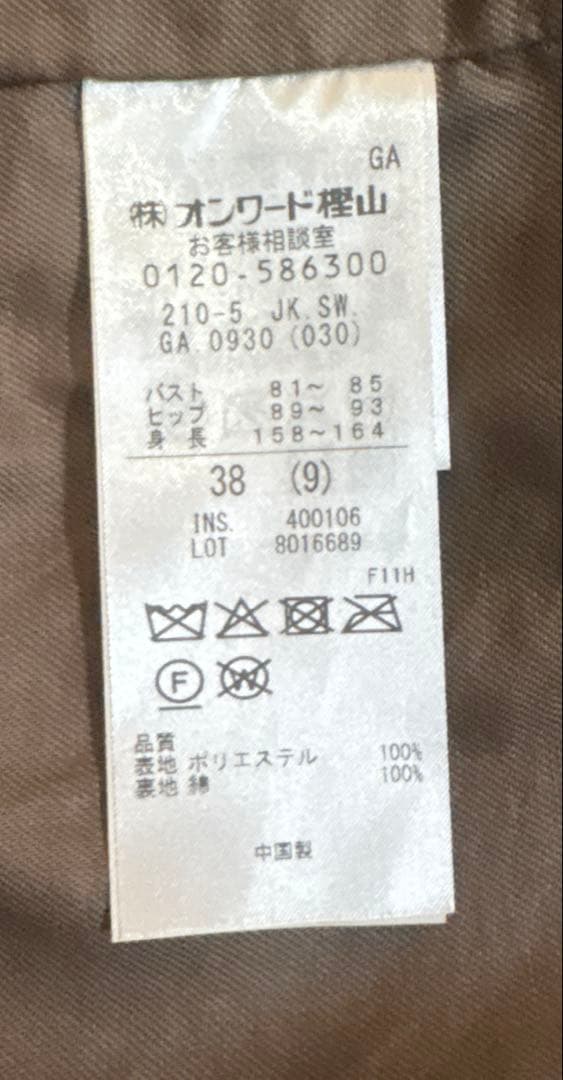 GA
㈱オンワード樫山
お客様相談室
0120-586300
210-5 JK.SW.
GA.0930 (030)
バスト 81～ 85
ヒップ 89～ 93
身長 158～164
38 (9)
INS. 400106
LOT 8016689
F11H
F W
品質
表地 ポリエステル 100%
裏地 綿 100%
中国製